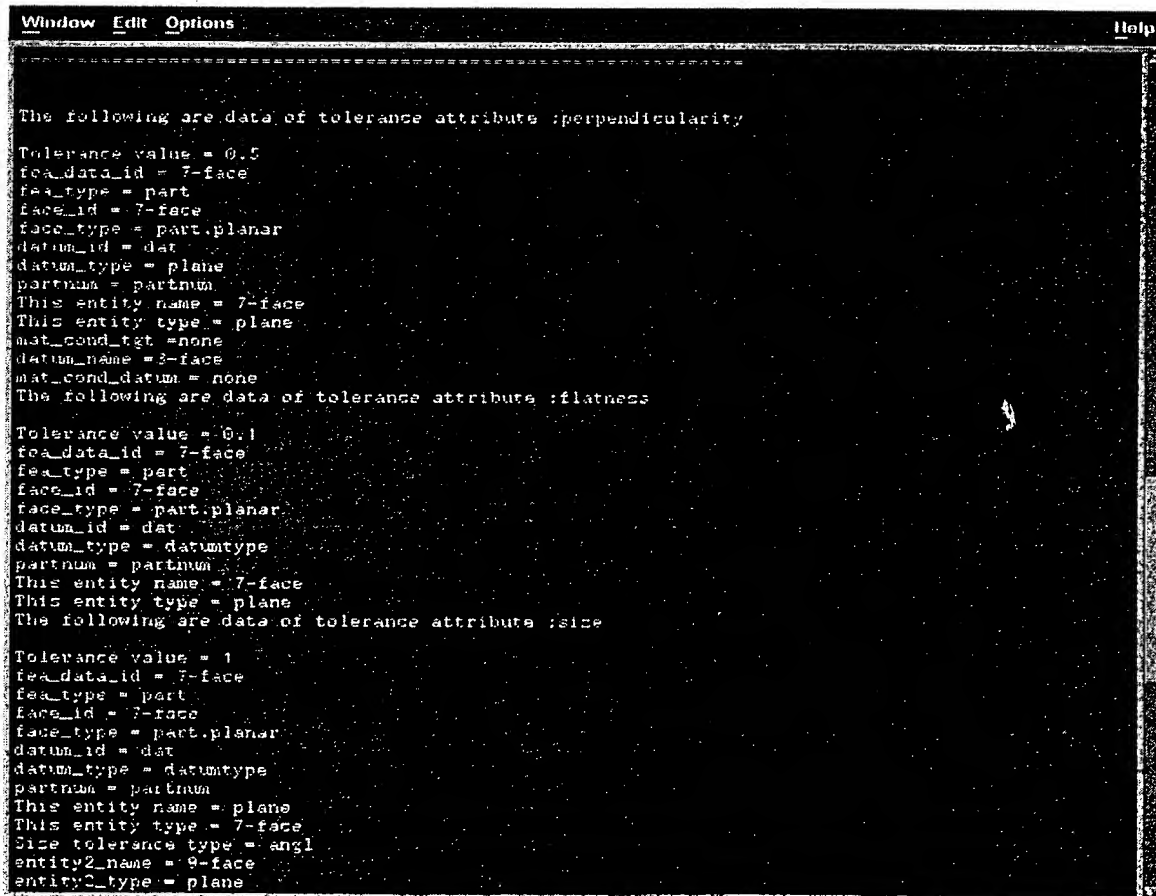 Window Edit Options Help
==============================================================
The following are data of tolerance attribute :perpendicularity
Tolerance value = 0.5
fea_data_id = 7-face
fea_type = part
face_id = 7-face
face_type = part.planar
datum_id = dat
datum_type = plane
partnum = partnum
This entity name = 7-face
This entity type = plane
mat_cond_tgt =none
datum_name =3-face
mat_cond_datum = none
The following are data of tolerance attribute :flatness
Tolerance value = 0.1
fea_data_id = 7-face
fea_type = part
face_id = 7-face
face_type = part.planar
datum_id = dat
datum_type = datumtype
partnum = partnum
This entity name = 7-face
This entity type = plane
The following are data of tolerance attribute :size
Tolerance value = 1
fea_data_id = 7-face
fea_type = part
face_id = 7-face
face_type = part.planar
datum_id = dat
datum_type = datumtype
partnum = partnum
This entity name = plane
This entity type = 7-face
Size tolerance type = angl
entity2_name = 9-face
entity2_type = plane